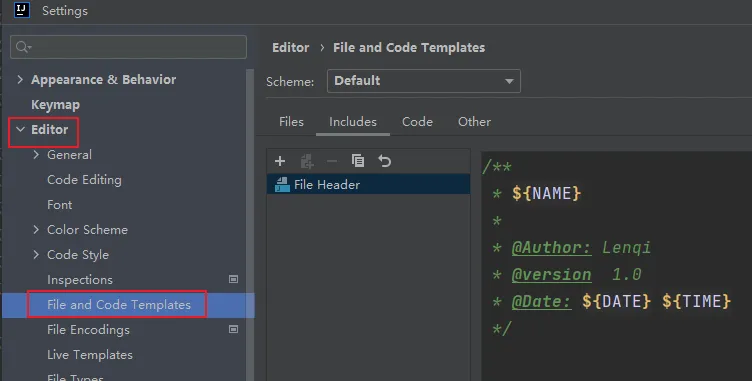 IJ
Settings
Editor › File and Code Templates
Appearance & Behavior
Scheme: Default
Keymap
Editor
Files Includes Code Other
General
Code Editing
Font
Color Scheme
Code Style
Inspections
File and Code Templates
File Encodings
Live Templates
File Types
File Header
/**
* ${NAME}
*
* @Author: Lenqi
* @version 1.0
* @Date: ${DATE} ${TIME}
*/